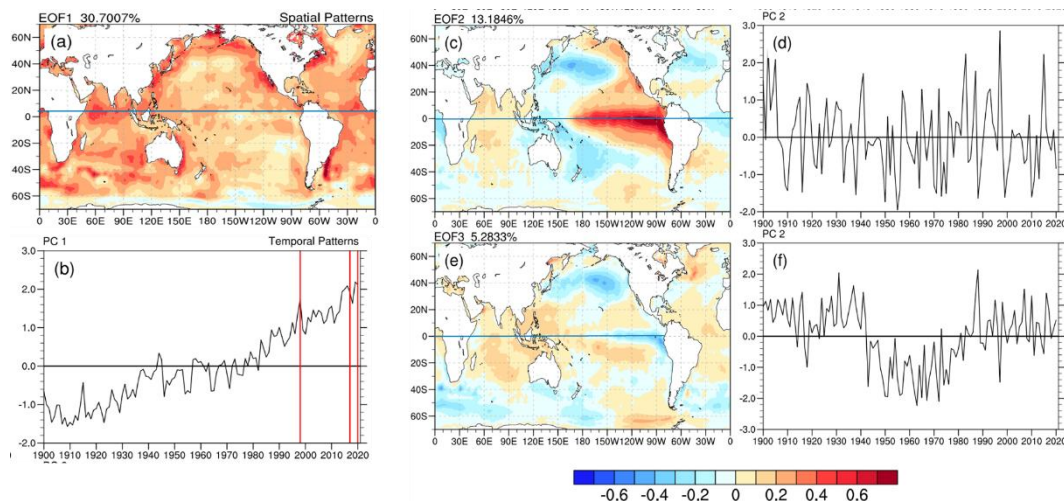 EOF1 30.7007% Spatial Patterns
(a)
60N
40N
20N
0
20S
40S
60S
0 30E 60E 90E 120E 150E 180 150W 120W 90W 60W 30W 0
PC 1 Temporal Patterns
(b)
3.0
2.0
1.0
0.0
-1.0
-2.0
1900 1910 1920 1930 1940 1950 1960 1970 1980 1990 2000 2010 2020
EOF2 13.1846%
(c)
60N
40N
20N
0
20S
40S
60S
0 30E 60E 90E 120E 150E 180 150W 120W 90W 60W 30W 0
PC 2
(d)
3.0
2.0
1.0
0.0
-1.0
-2.0
-3.0
1900 1910 1920 1930 1940 1950 1960 1970 1980 1990 2000 2010 2020
EOF3 5.2833%
(e)
60N
40N
20N
0
20S
40S
60S
0 30E 60E 90E 120E 150E 180 150W 120W 90W 60W 30W 0
PC 2
(f)
3.0
2.0
1.0
0.0
-1.0
-2.0
-3.0
1900 1910 1920 1930 1940 1950 1960 1970 1980 1990 2000 2010 2020
-0.6 -0.4 -0.2 0 0.2 0.4 0.6